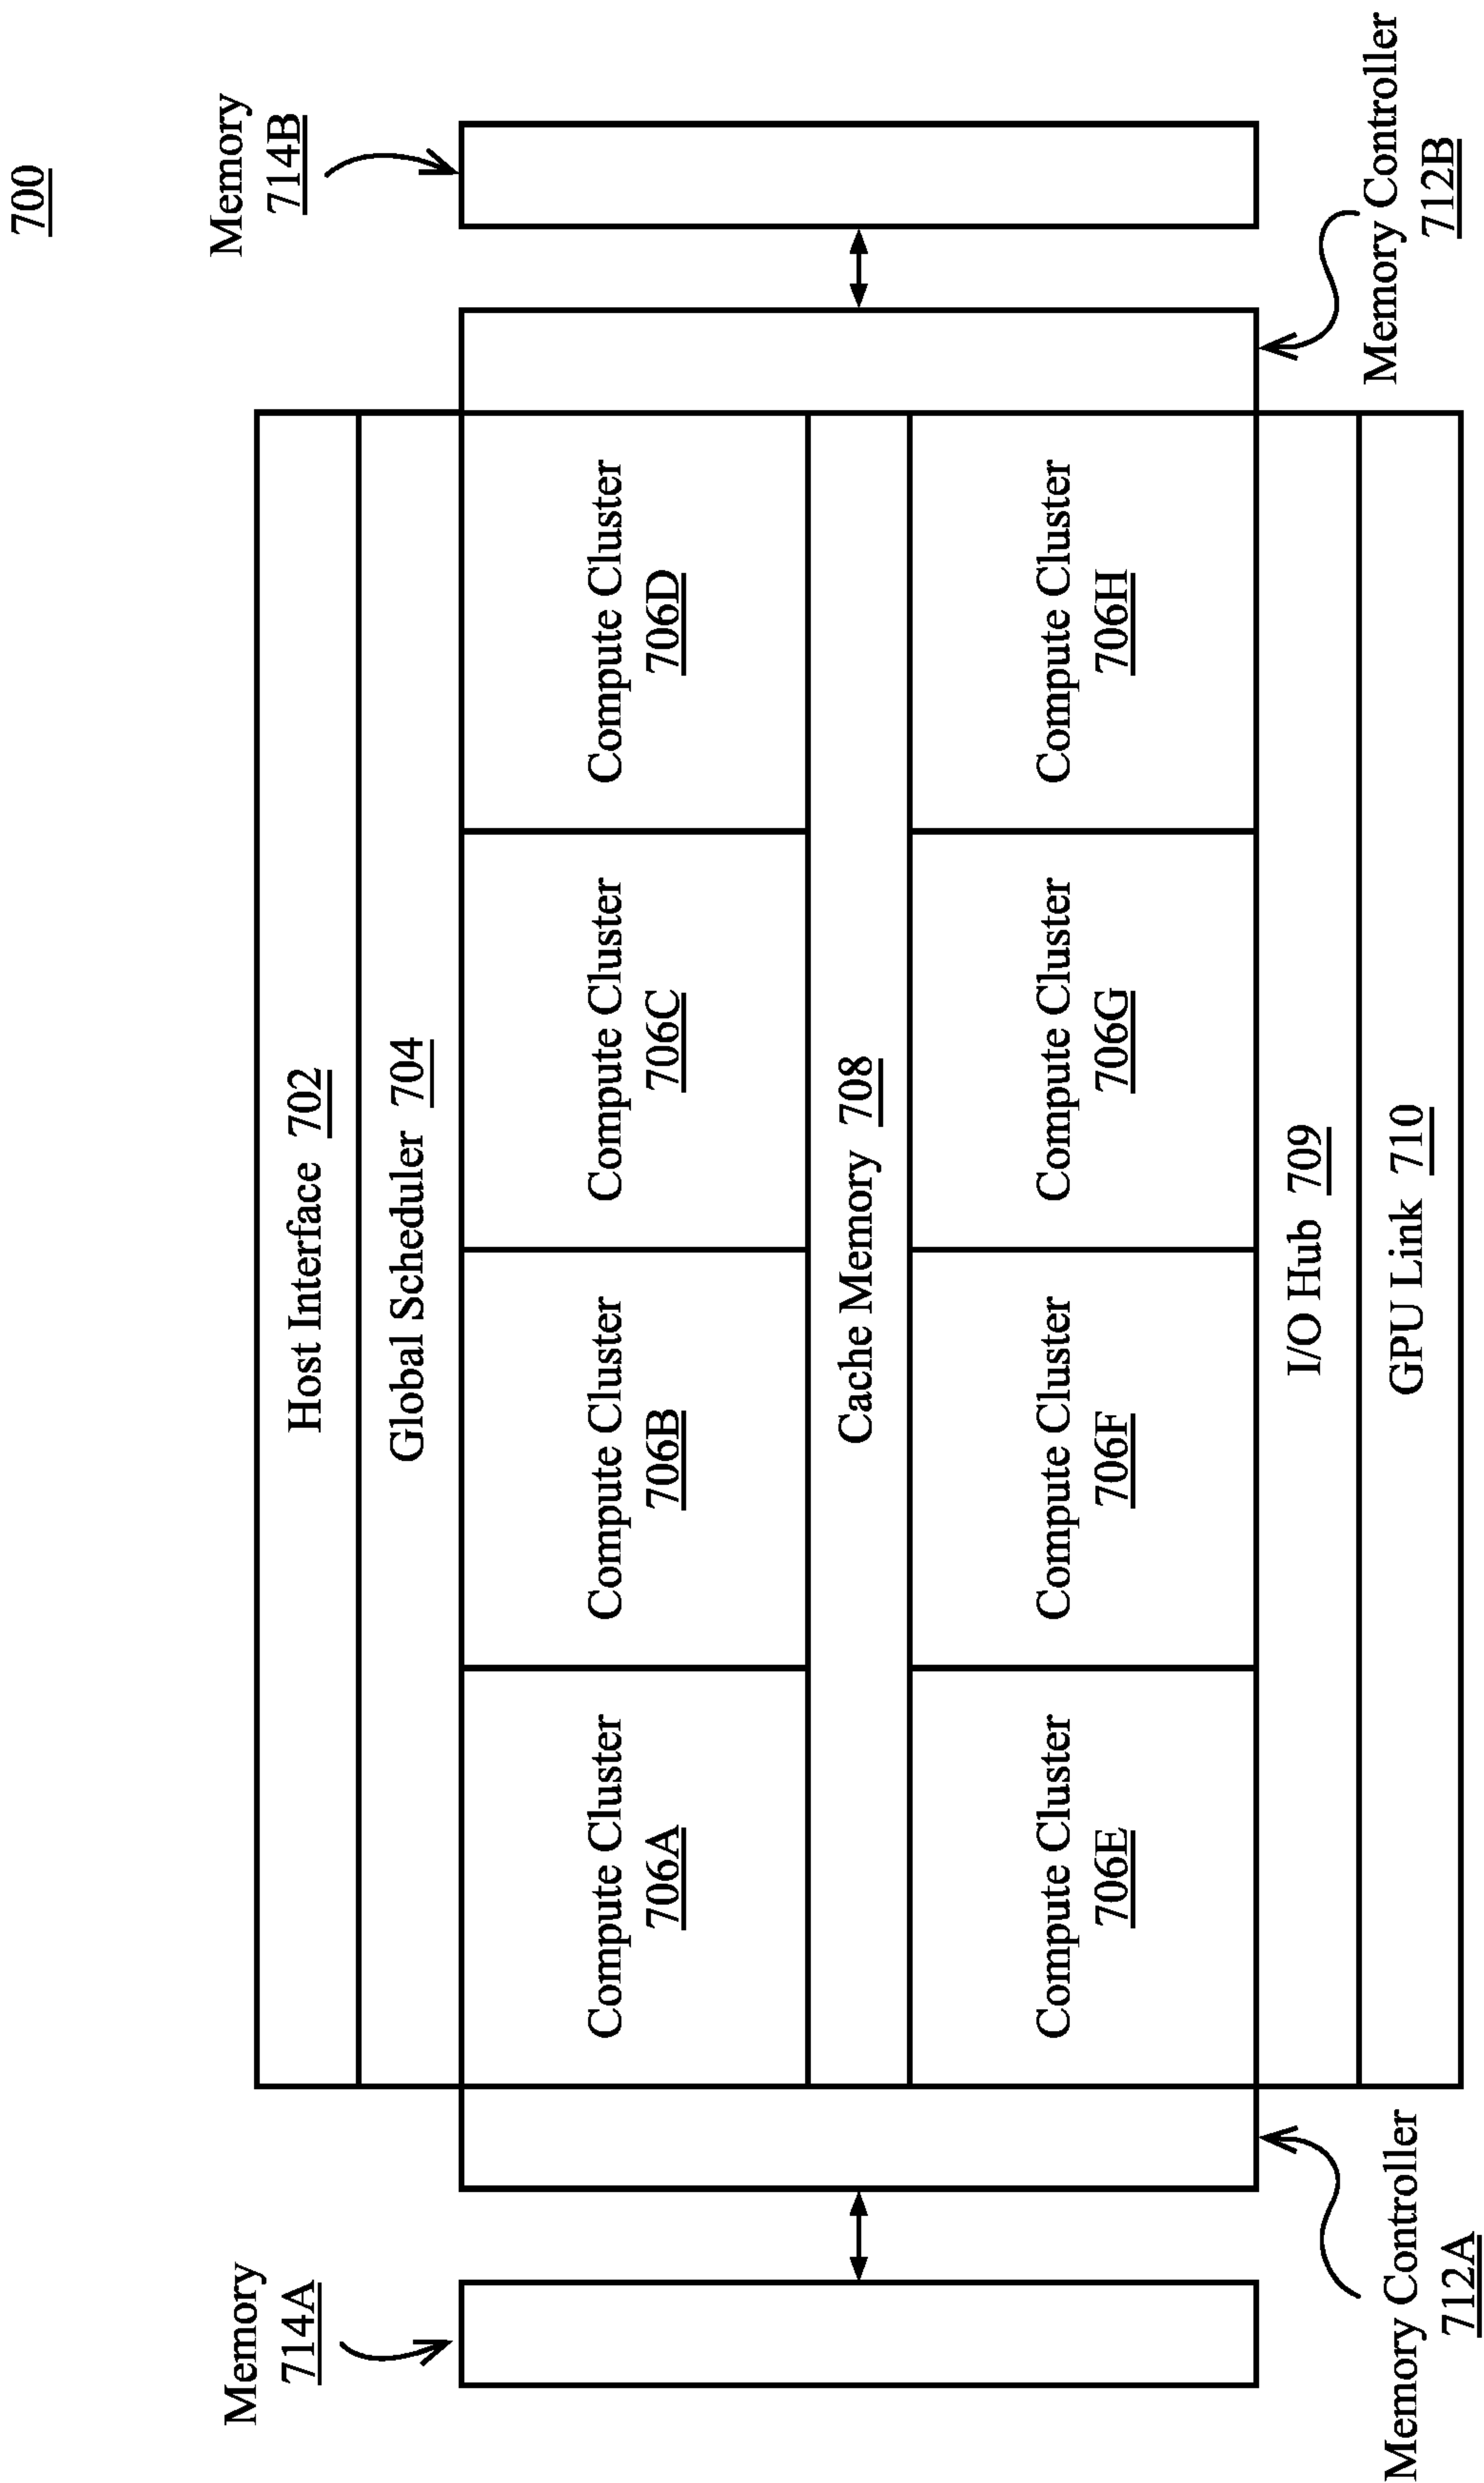 700
Memory
714B
Host Interface 702
Global Scheduler 704
Compute Cluster
706A
Compute Cluster
706B
Compute Cluster
706C
Compute Cluster
706D
Cache Memory 708
Compute Cluster
706E
Compute Cluster
706F
Compute Cluster
706G
Compute Cluster
706H
I/O Hub 709
GPU Link 710
Memory
714A
Memory Controller
712A
Memory Controller
712B